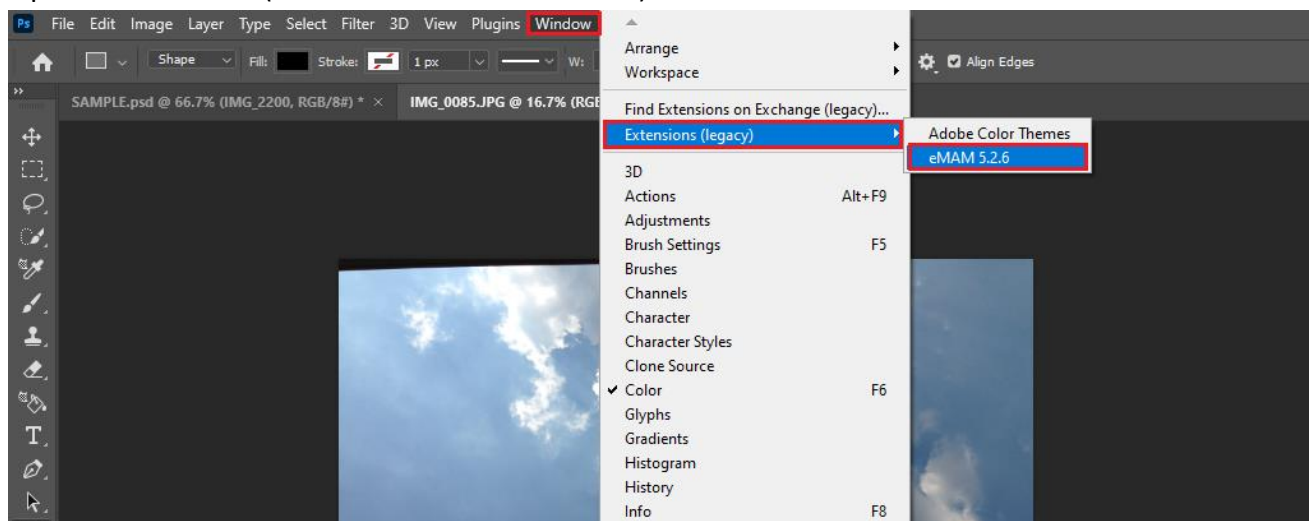 Ps File Edit Image Layer Type Select Filter 3D View Plugins Window
Shape Fill: Stroke: 1 px W: Align Edges
SAMPLE.psd @ 66.7% (IMG_2200, RGB/8#) * × IMG_0085.JPG @ 16.7% (RGB
Arrange
Workspace
Find Extensions on Exchange (legacy)...
Extensions (legacy)
Adobe Color Themes
eMAM 5.2.6
3D
Actions Alt+F9
Adjustments
Brush Settings F5
Brushes
Channels
Character
Character Styles
Clone Source
Color F6
Glyphs
Gradients
Histogram
History
Info F8